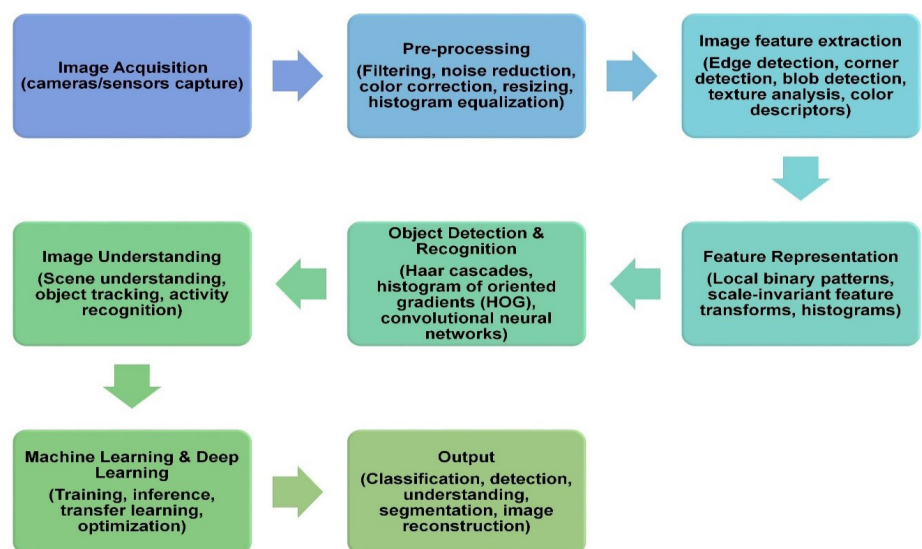 Image Acquisition
(cameras/sensors capture)
Pre-processing
(Filtering, noise reduction,
color correction, resizing,
histogram equalization)
Image feature extraction
(Edge detection, corner
detection, blob detection,
texture analysis, color
descriptors)
Feature Representation
(Local binary patterns,
scale-invariant feature
transforms, histograms)
Object Detection &
Recognition
(Haar cascades,
histogram of oriented
gradients (HOG),
convolutional neural
networks)
Image Understanding
(Scene understanding,
object tracking, activity
recognition)
Machine Learning & Deep
Learning
(Training, inference,
transfer learning,
optimization)
Output
(Classification, detection,
understanding,
segmentation, image
reconstruction)